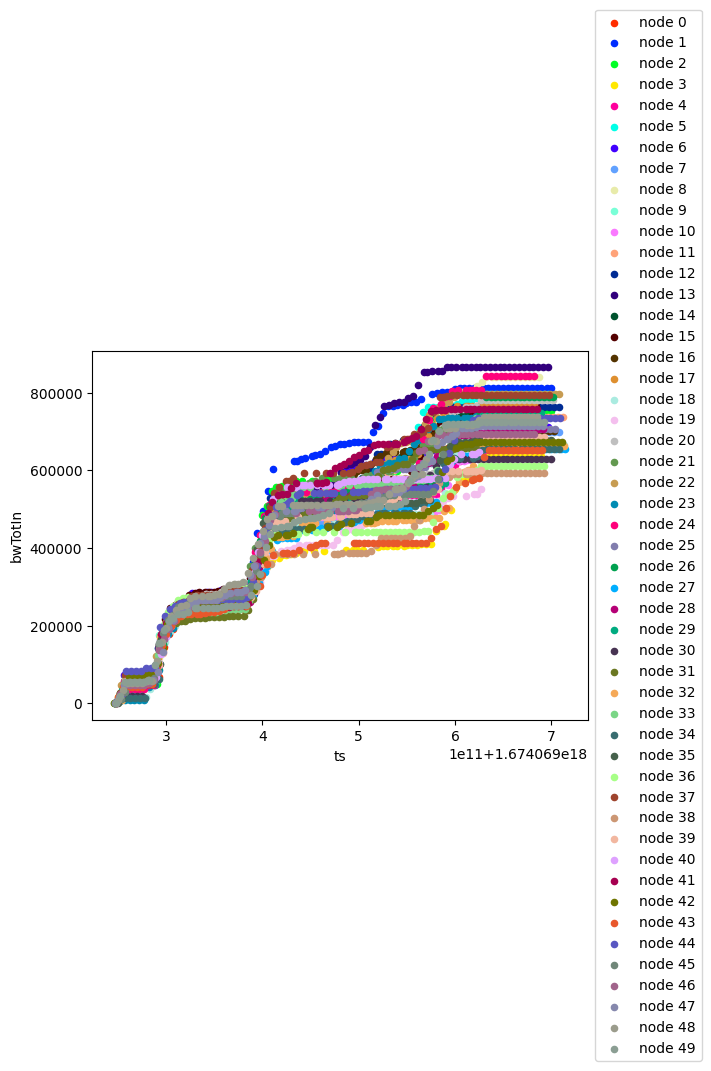 bwTotIn
800000
600000
400000
200000
0
3
4
5
6
7
ts
1e11+1.674069e18
node 0
node 1
node 2
node 3
node 4
node 5
node 6
node 7
node 8
node 9
node 10
node 11
node 12
node 13
node 14
node 15
node 16
node 17
node 18
node 19
node 20
node 21
node 22
node 23
node 24
node 25
node 26
node 27
node 28
node 29
node 30
node 31
node 32
node 33
node 34
node 35
node 36
node 37
node 38
node 39
node 40
node 41
node 42
node 43
node 44
node 45
node 46
node 47
node 48
node 49